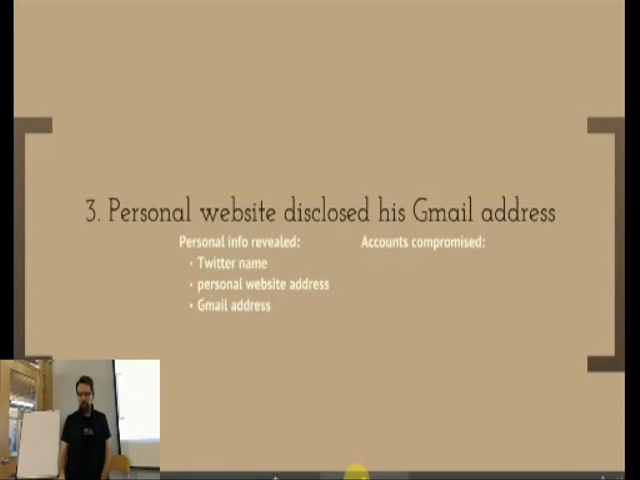 3. Personal website disclosed his Gmail address
Personal info revealed:
• Twitter name
• personal website address
• Gmail address
Accounts compromised: